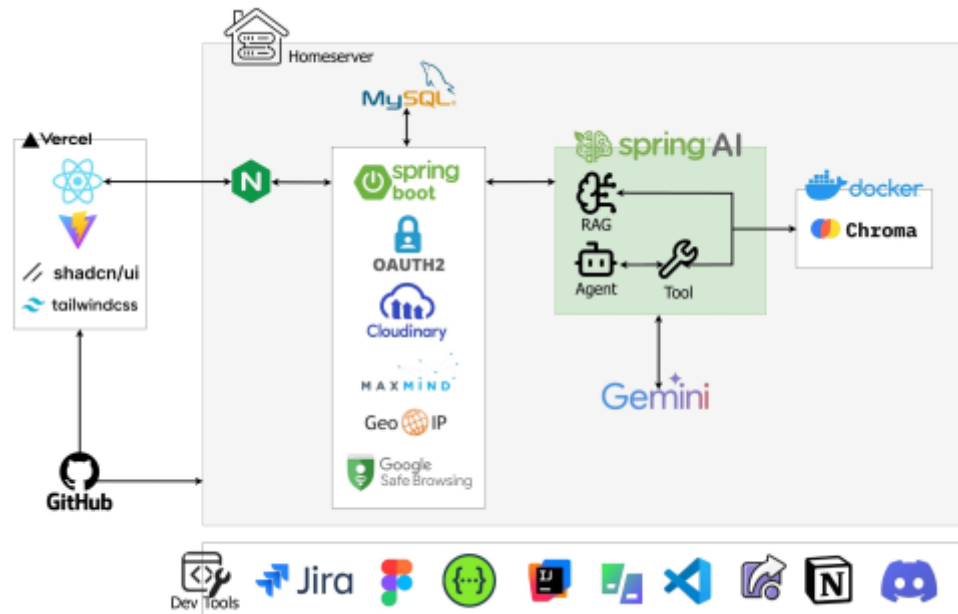 Homeserver
MySQL®
Vercel
spring
boot
spring AI
N
docker
RAG
Chroma
shadcn/ui
OAUTH2
Agent
Tool
tailwindcss
Cloudinary
MAXMIND
Gemini
Geo IP
Google
Safe Browsing
GitHub
Dev Tools
Jira
{···}
IJ
N